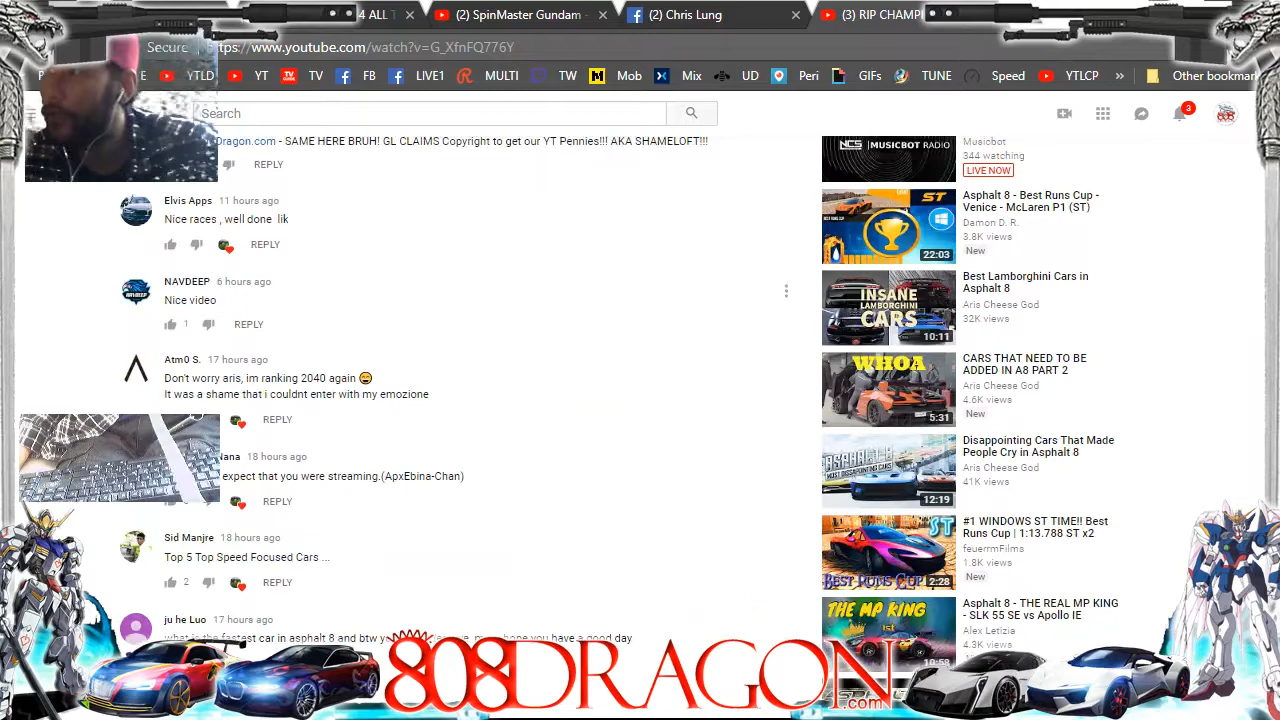 4 ALL T
(2) SpinMaster Gundam -
(2) Chris Lung
(3) RIP CHAMP
Secure
ttps://www.youtube.com/watch?v=G_XfnFQ776Y
YTLD
YT
TV
FB
LIVE1
MULTI
TW
Mob
Mix
UD
Peri
GIFs
TUNE
Speed
YTLCP
»
Other bookmar
Search
3
Dragon.com - SAME HERE BRUH! GL CLAIMS Copyright to get our YT Pennies!!! AKA SHAMELOFT!!!
REPLY
Elvis Apps 11 hours ago
Nice races , well done lik
REPLY
NAVDEEP 6 hours ago
Nice video
1 REPLY
Atm0 S. 17 hours ago
Don't worry aris, im ranking 2040 again 😄
It was a shame that i couldnt enter with my emozione
REPLY
ana 18 hours ago
expect that you were streaming.(ApxEbina-Chan)
REPLY
Sid Manjre 18 hours ago
Top 5 Top Speed Focused Cars ...
2 REPLY
ju he Luo 17 hours ago
what is the fastest car in asphalt 8 and btw
hope you have a good day
NCS | MUSICBOT RADIO
Musicbot
344 watching
LIVE NOW
ST
22:03
Asphalt 8 - Best Runs Cup -
Venice - McLaren P1 (ST)
Damon D. R.
3.8K views
New
INSANE
LAMBORGHINI
CARS
10:11
Best Lamborghini Cars in
Asphalt 8
Aris Cheese God
32K views
WHOA
5:31
CARS THAT NEED TO BE
ADDED IN A8 PART 2
Aris Cheese God
4.6K views
New
12:19
Disappointing Cars That Made
People Cry in Asphalt 8
Aris Cheese God
41K views
ST
BEST RUNS CUP
2:28
#1 WINDOWS ST TIME!! Best
Runs Cup | 1:13.788 ST x2
feuerrmFilms
1.8K views
New
THE MP KING
1st
10:58
Asphalt 8 - THE REAL MP KING
- SLK 55 SE vs Apollo IE
Alex Letizia
4.3K views
808DRAGON
.com